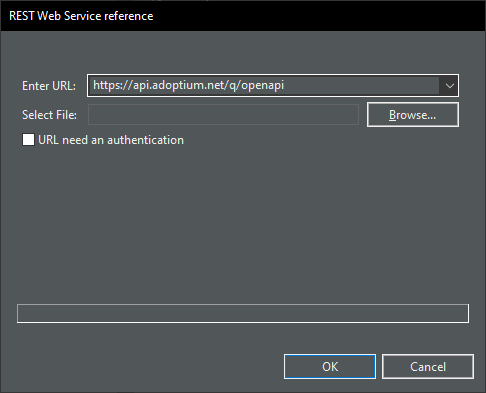 REST Web Service reference
Enter URL: https://api.adoptium.net/q/openapi
Select File: Browse...
URL need an authentication
OK Cancel